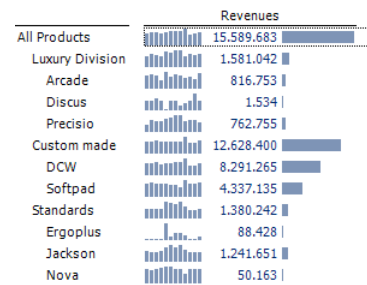 Revenues
All Products 15.589.683
Luxury Division 1.581.042
Arcade 816.753
Discus 1.534
Precisio 762.755
Custom made 12.628.400
DCW 8.291.265
Softpad 4.337.135
Standards 1.380.242
Ergoplus 88.428
Jackson 1.241.651
Nova 50.163